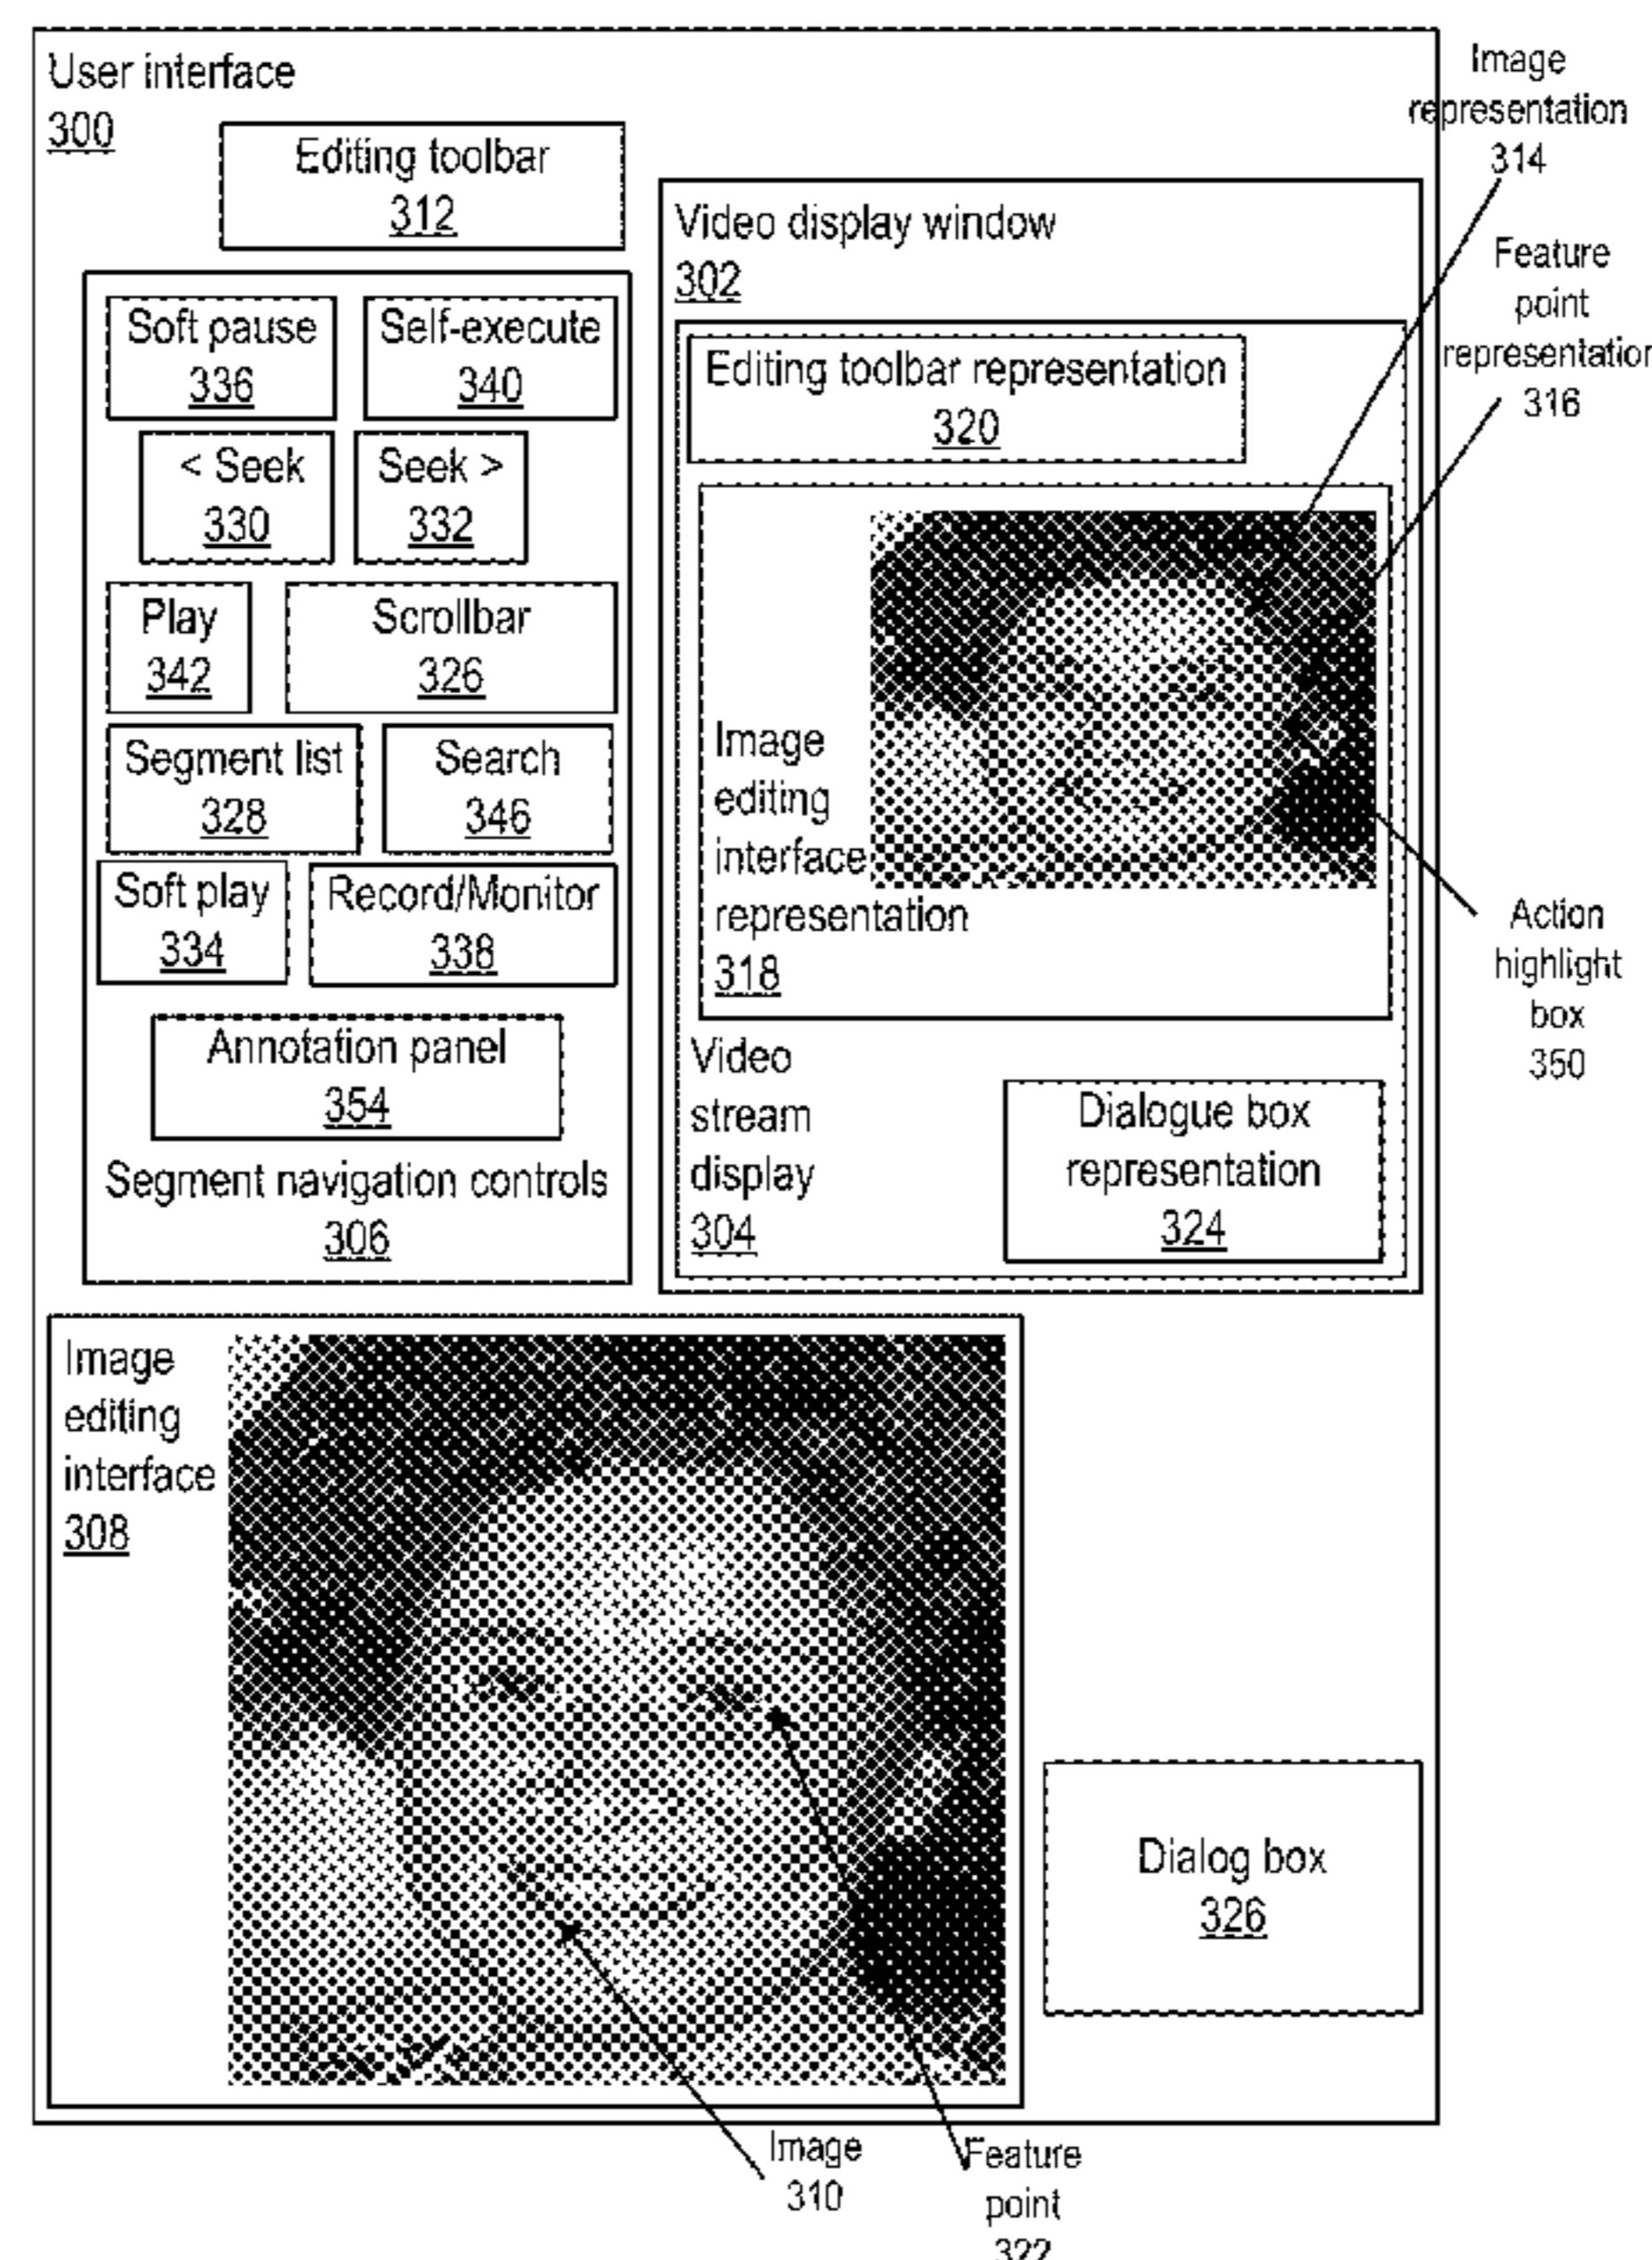 User interface
300
Editing toolbar
312
Soft pause
336
Self-execute
340
< Seek
330
Seek >
332
Play
342
Scrollbar
326
Segment list
328
Search
346
Soft play
334
Record/Monitor
338
Annotation panel
354
Segment navigation controls
306
Video display window
302
Editing toolbar representation
320
Image
editing
interface
representation
318
Video
stream
display
304
Dialogue box
representation
324
Image
representation
314
Feature
point
representation
316
Action
highlight
box
350
Image
editing
interface
308
Dialog box
326
Image
310
Feature
point
322